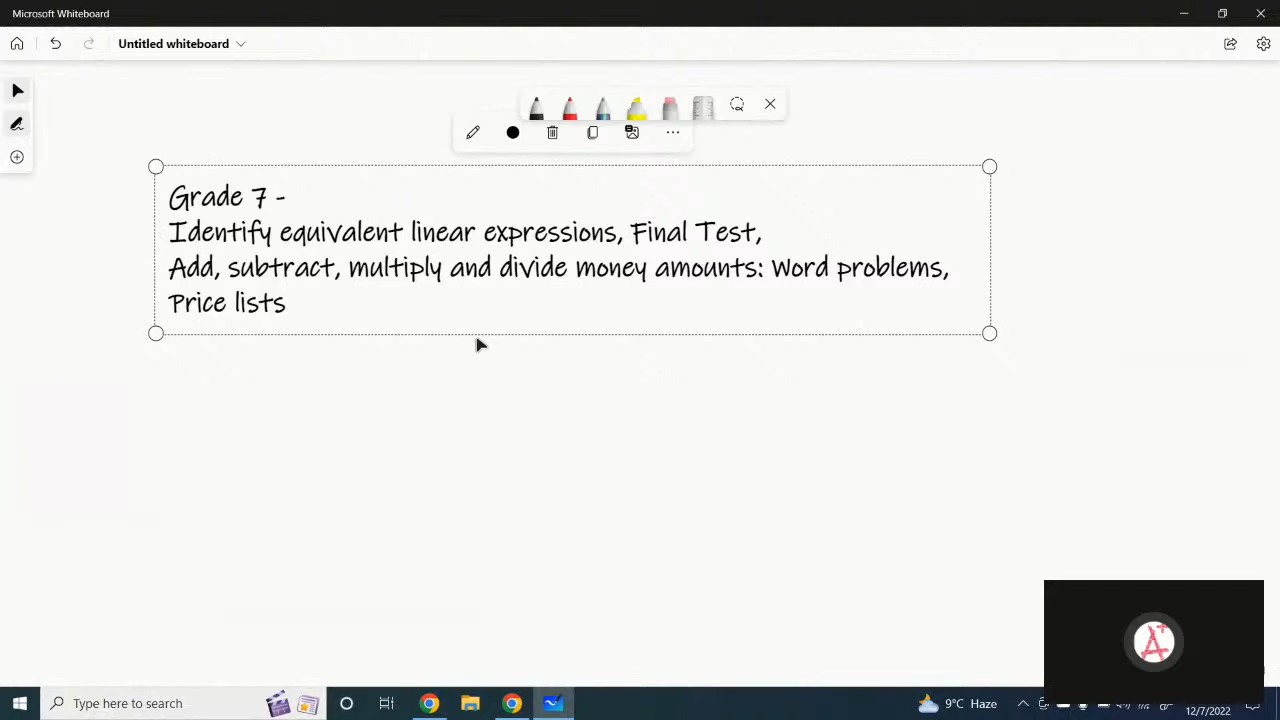 Microsoft Whiteboard
Untitled whiteboard
Grade 7 -
Identify equivalent linear expressions, Final Test,
Add, subtract, multiply and divide money amounts: Word problems,
Price lists
A+
Type here to search
9°C Haze
12/7/2022